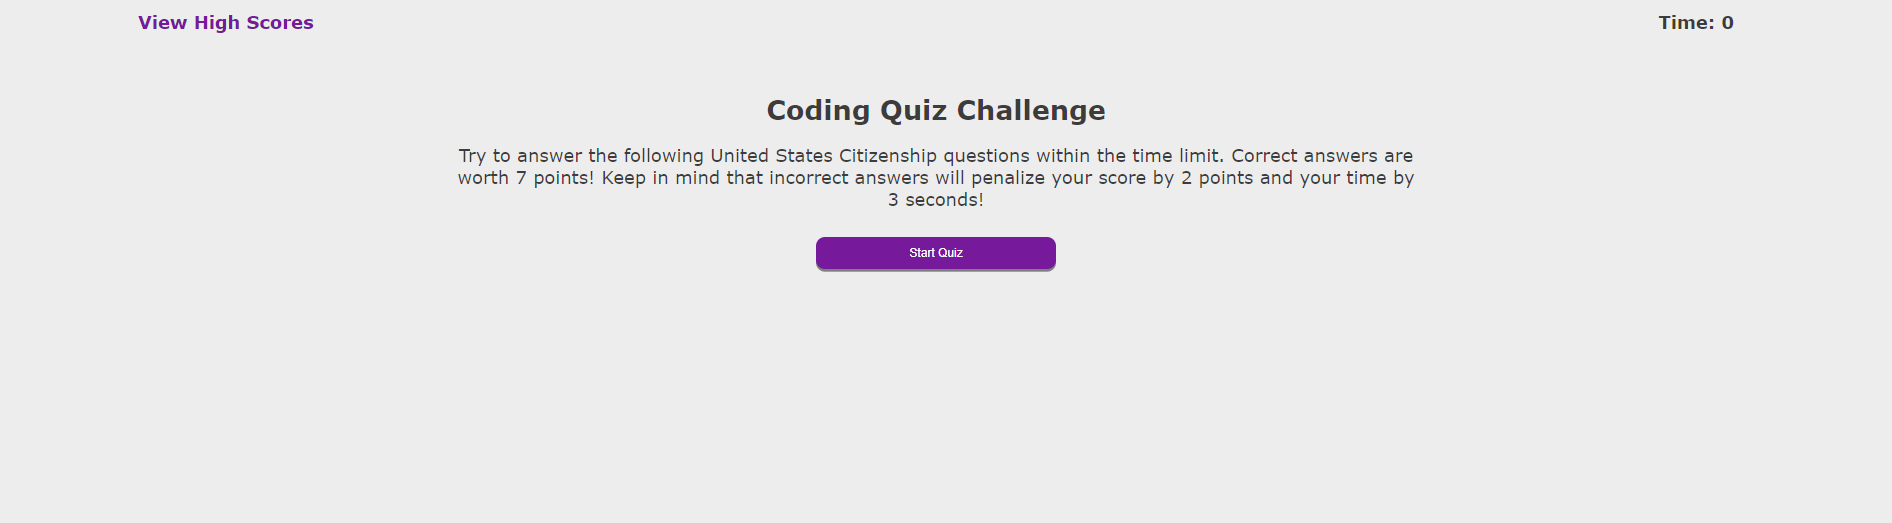 View High Scores
Time: 0
Coding Quiz Challenge
Try to answer the following United States Citizenship questions within the time limit. Correct answers are
worth 7 points! Keep in mind that incorrect answers will penalize your score by 2 points and your time by
3 seconds!
Start Quiz